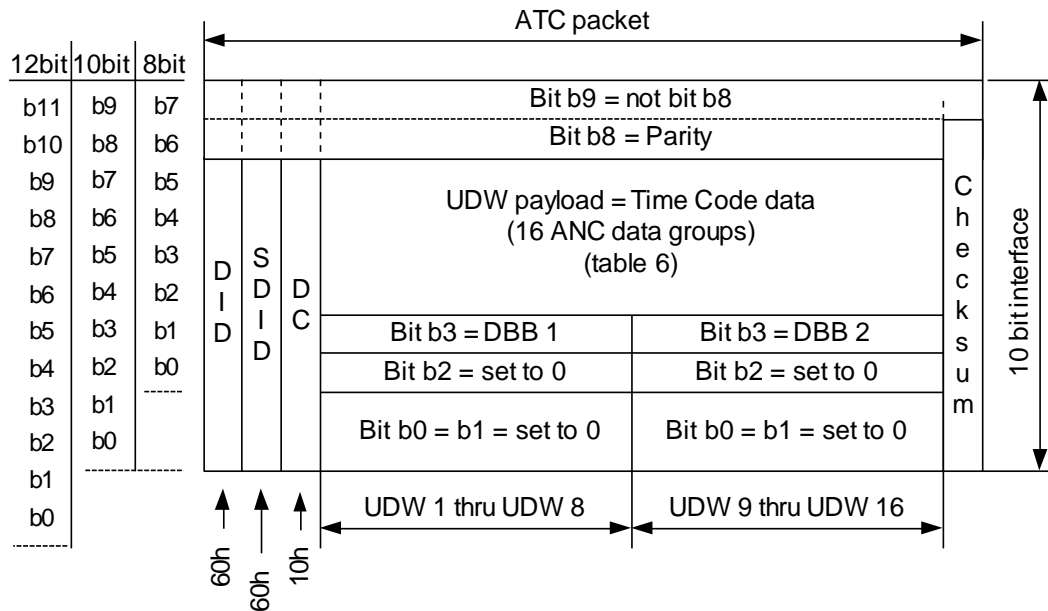 ATC packet
12bit 10bit 8bit
b11 b9 b7
b10 b8 b6
b9 b7 b5
b8 b6 b4
b7 b5 b3
b6 b4 b2
b5 b3 b1
b4 b2 b0
b3 b1
b2 b0
b1
b0
Bit b9 = not bit b8
Bit b8 = Parity
DID
SDID
DC
UDW payload = Time Code data
(16 ANC data groups)
(table 6)
Bit b3 = DBB 1
Bit b3 = DBB 2
Bit b2 = set to 0
Bit b2 = set to 0
Bit b0 = b1 = set to 0
Bit b0 = b1 = set to 0
Checksum
10 bit interface
UDW 1 thru UDW 8
UDW 9 thru UDW 16
60h
60h
10h